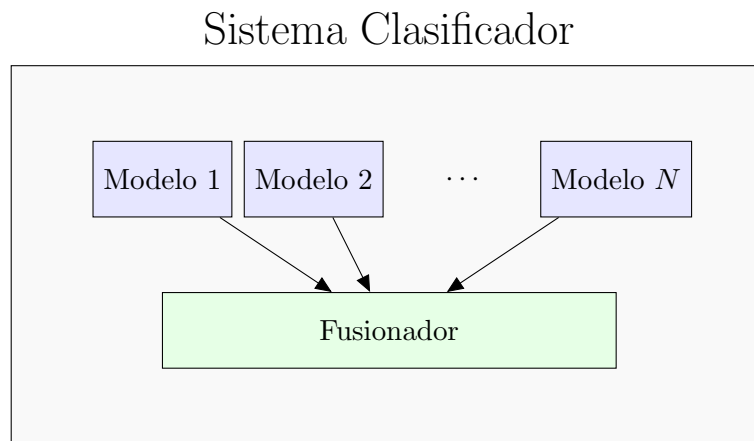 Sistema Clasificador
Modelo 1 Modelo 2 ⋯ Modelo N
Fusionador